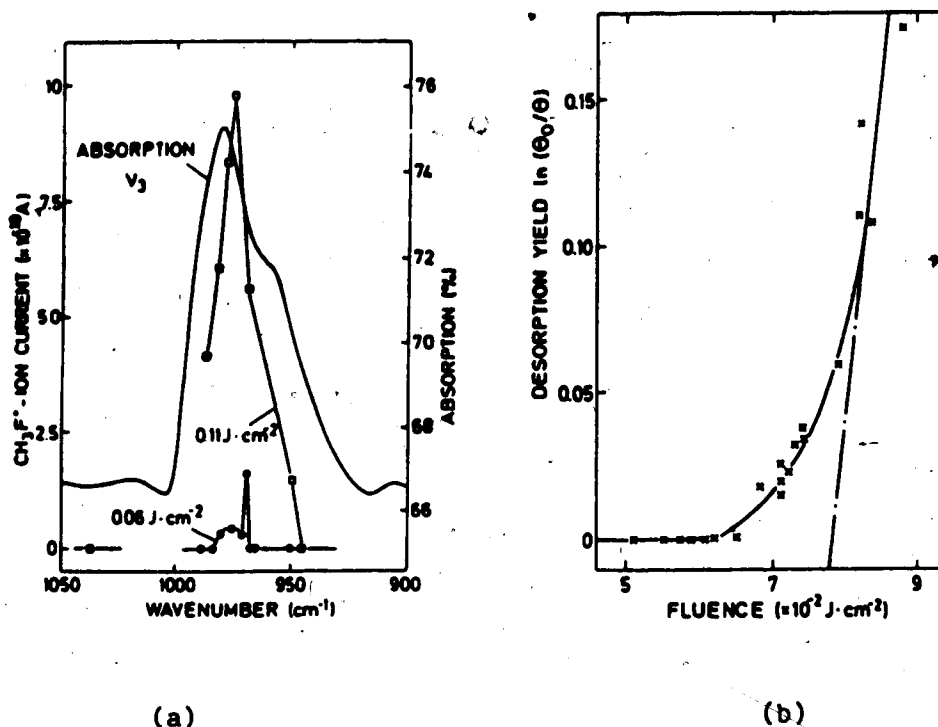 10
7.5
5.0
2.5
0
CH₃F⁺-ION CURRENT (×10¹⁰A)
ABSORPTION
ν₃
0.11 J·cm⁻²
0.06 J·cm⁻²
76
74
72
70
68
66
ABSORPTION (%)
1050 1000 950 900
WAVENUMBER (cm⁻¹)
(a)
0.15
0.10
0.05
0
DESORPTION YIELD ln (Θ₀/Θ)
5 7 9
FLUENCE (×10⁻² J·cm⁻²)
(b)